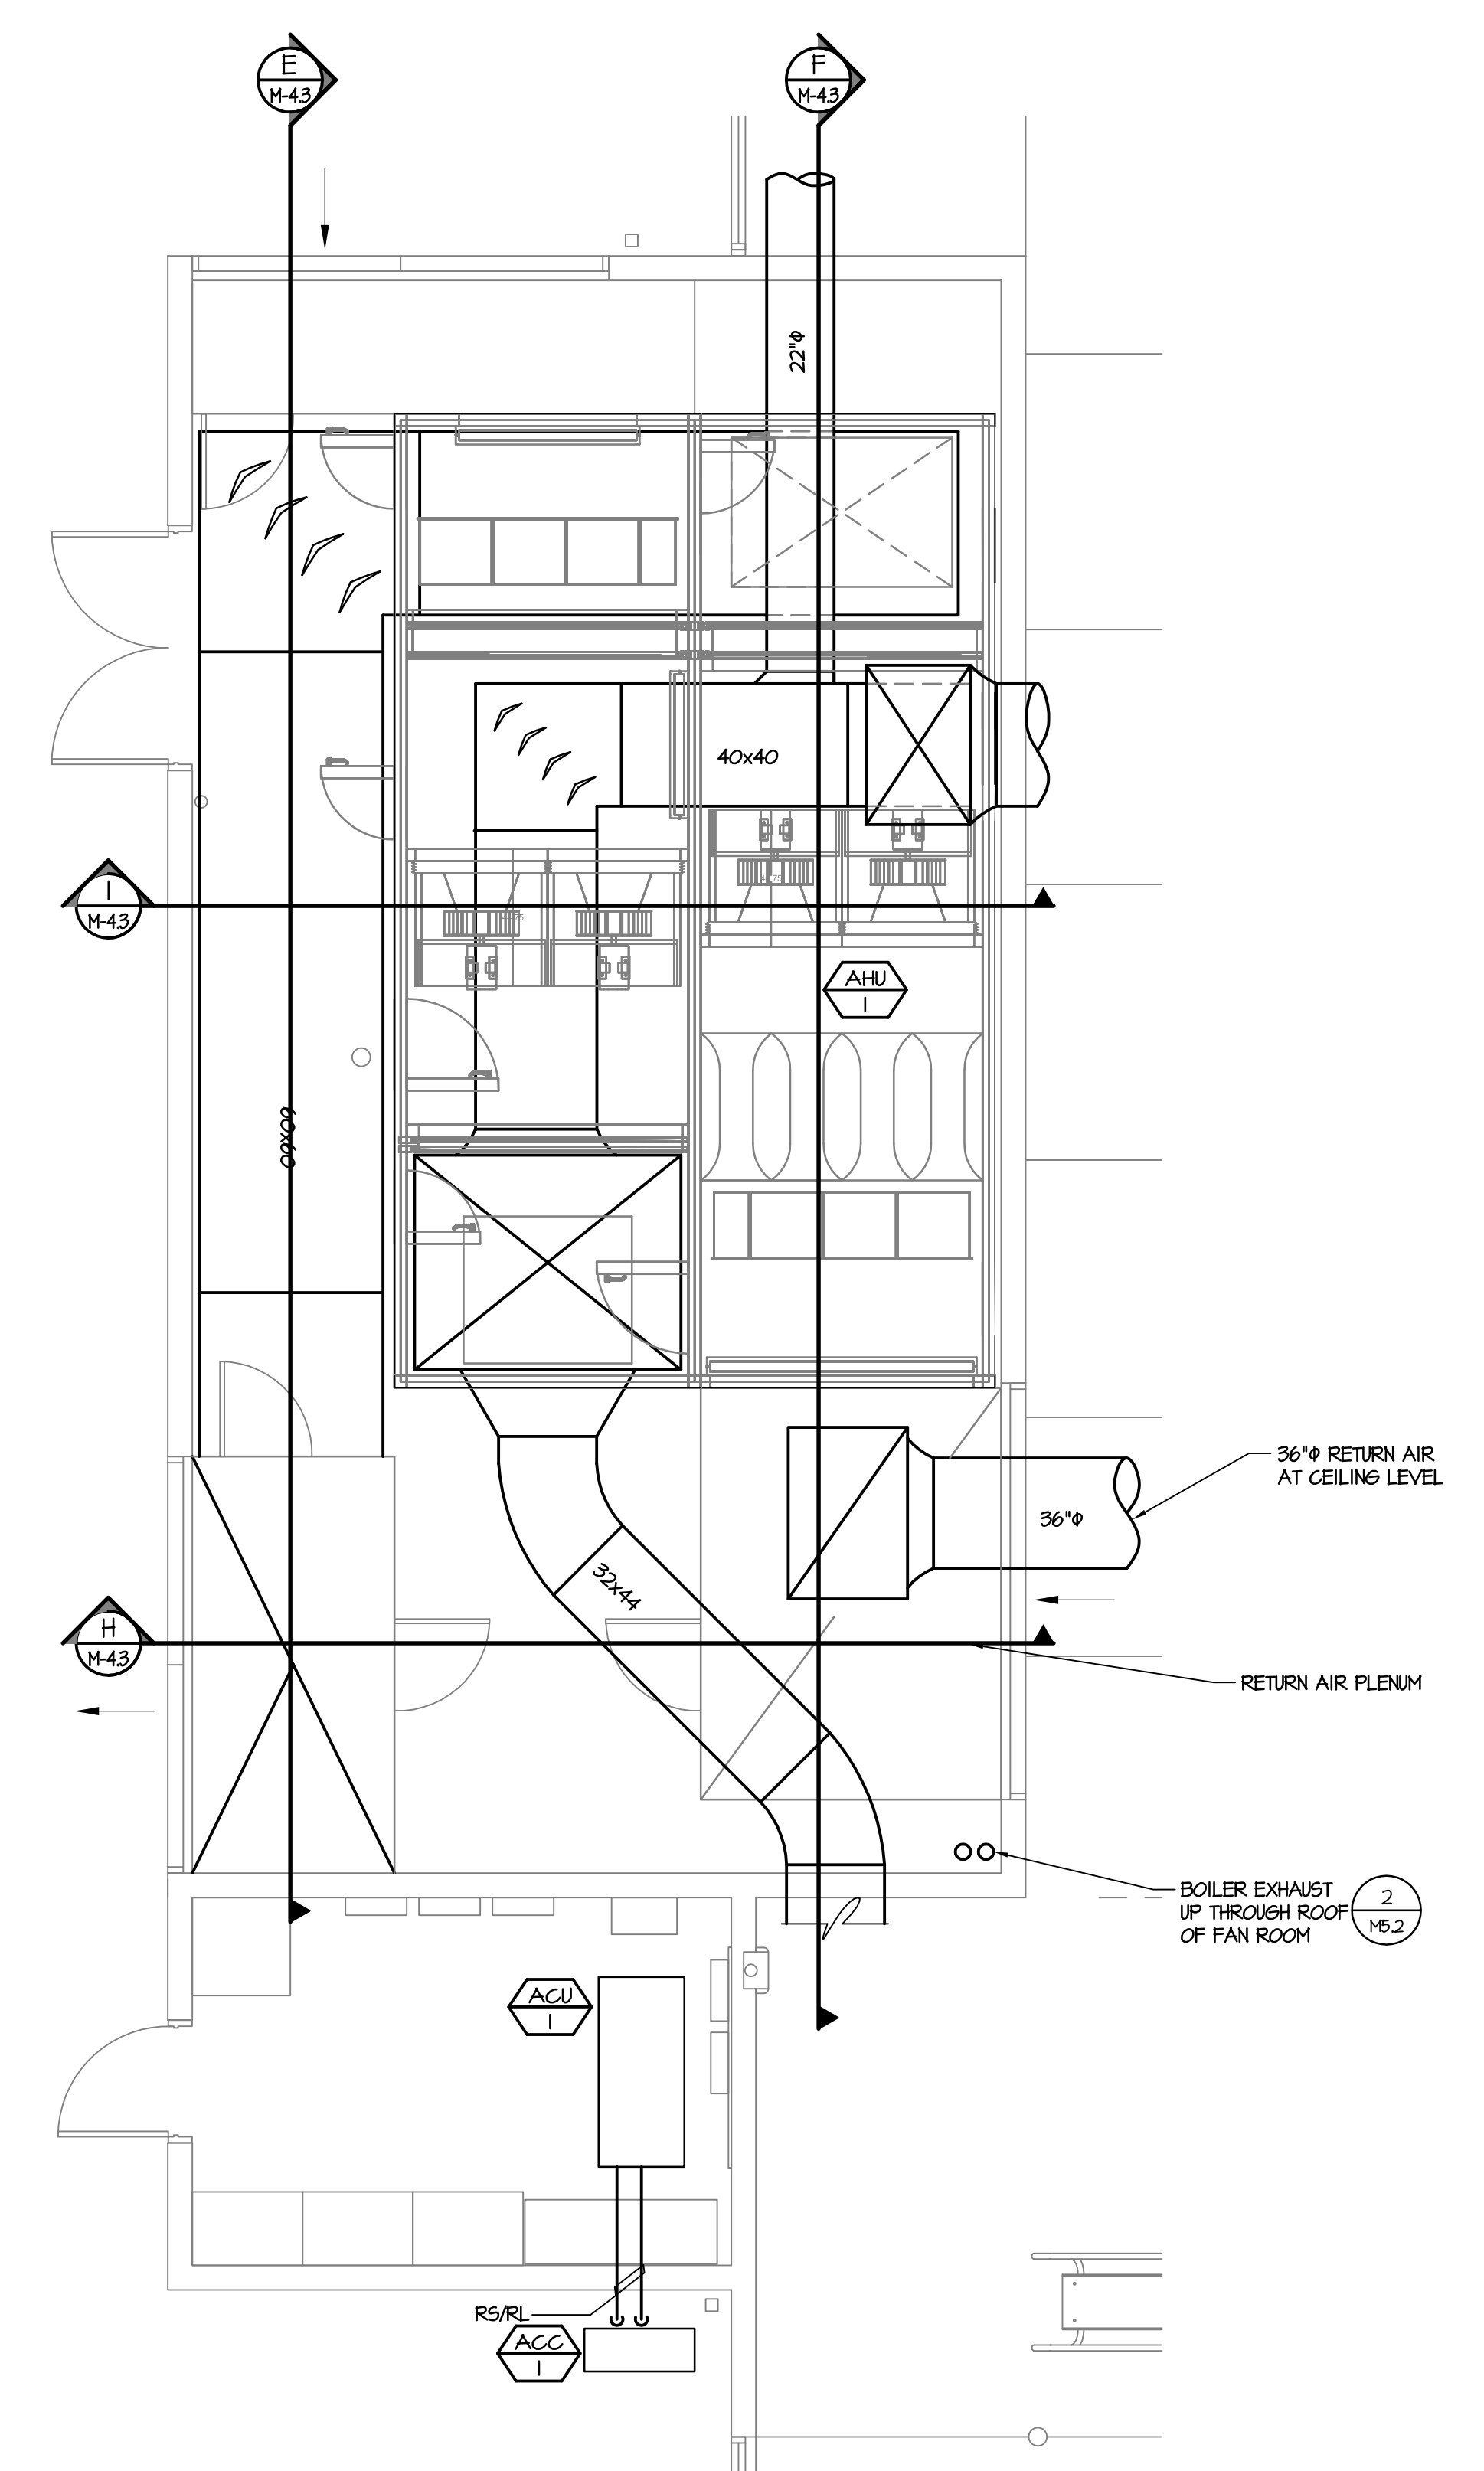 E
M-4.3
F
M-4.3
22"Φ
40x40
I
M-4.3
44.75
AHU
1
60x60
36"Φ RETURN AIR
AT CEILING LEVEL
36"Φ
32x44
H
M-4.3
RETURN AIR PLENUM
BOILER EXHAUST
UP THROUGH ROOF
OF FAN ROOM
2
M5.2
ACU
1
RS/RL
ACC
1